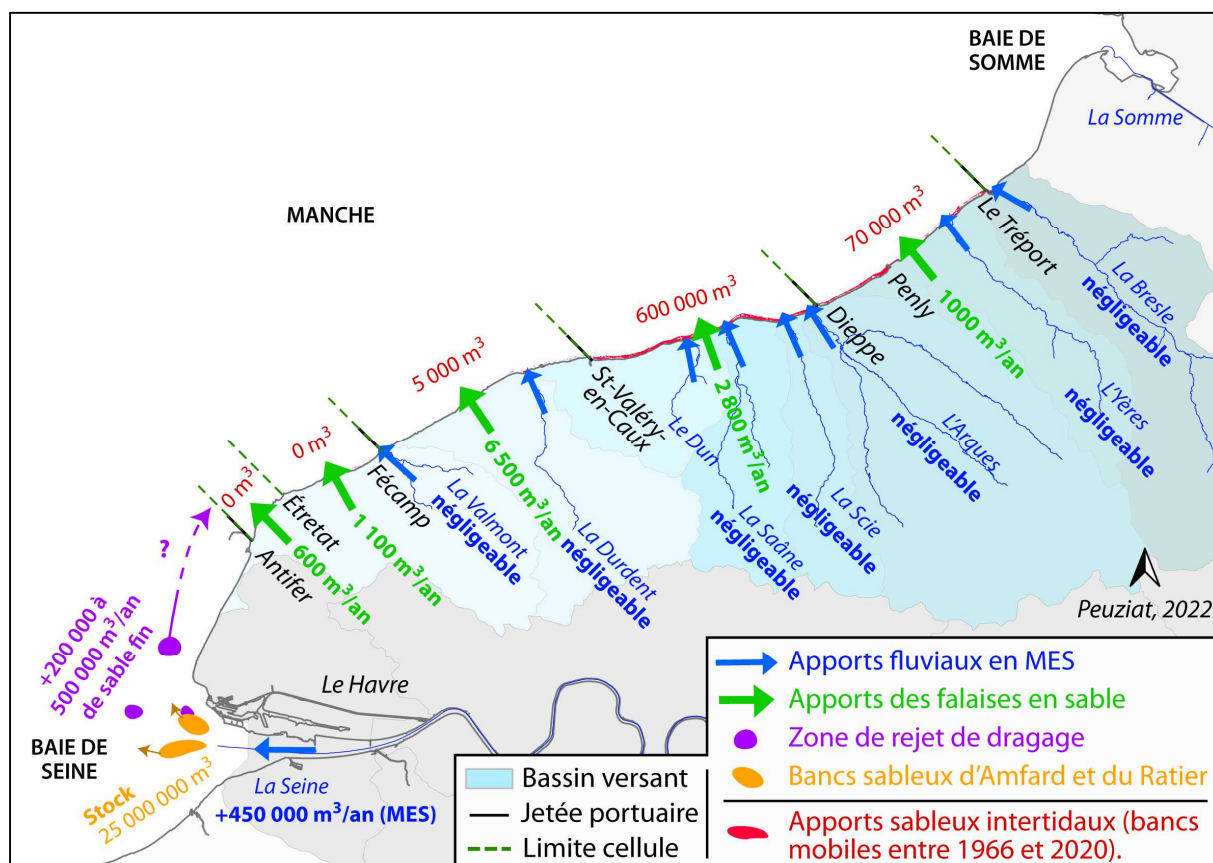 BAIE DE
SOMME
La Somme
MANCHE
70 000 m³
Le Tréport
La Bresle
négligeable
600 000 m³
Penly
1000 m³/an
Dieppe
L'Yères
négligeable
5 000 m³
St-Valéry-
en-Caux
Le Dun
2 800 m³/an
L'Arques
négligeable
0 m³
6 500 m³/an
La Scie
négligeable
Fécamp
La Valmont
négligeable
La Saâne
négligeable
0 m³
Étretat
1 100 m³/an
La Durdent
négligeable
Antifer
600 m³/an
?
+200 000 à
500 000 m³/an
de sable fin
Peuziat, 2022
Le Havre
BAIE DE
SEINE
Stock
25 000 000 m³
La Seine
+450 000 m³/an (MES)
Bassin versant
Jetée portuaire
Limite cellule
Apports fluviaux en MES
Apports des falaises en sable
Zone de rejet de dragage
Bancs sableux d'Amfard et du Ratier
Apports sableux intertidaux (bancs
mobiles entre 1966 et 2020).